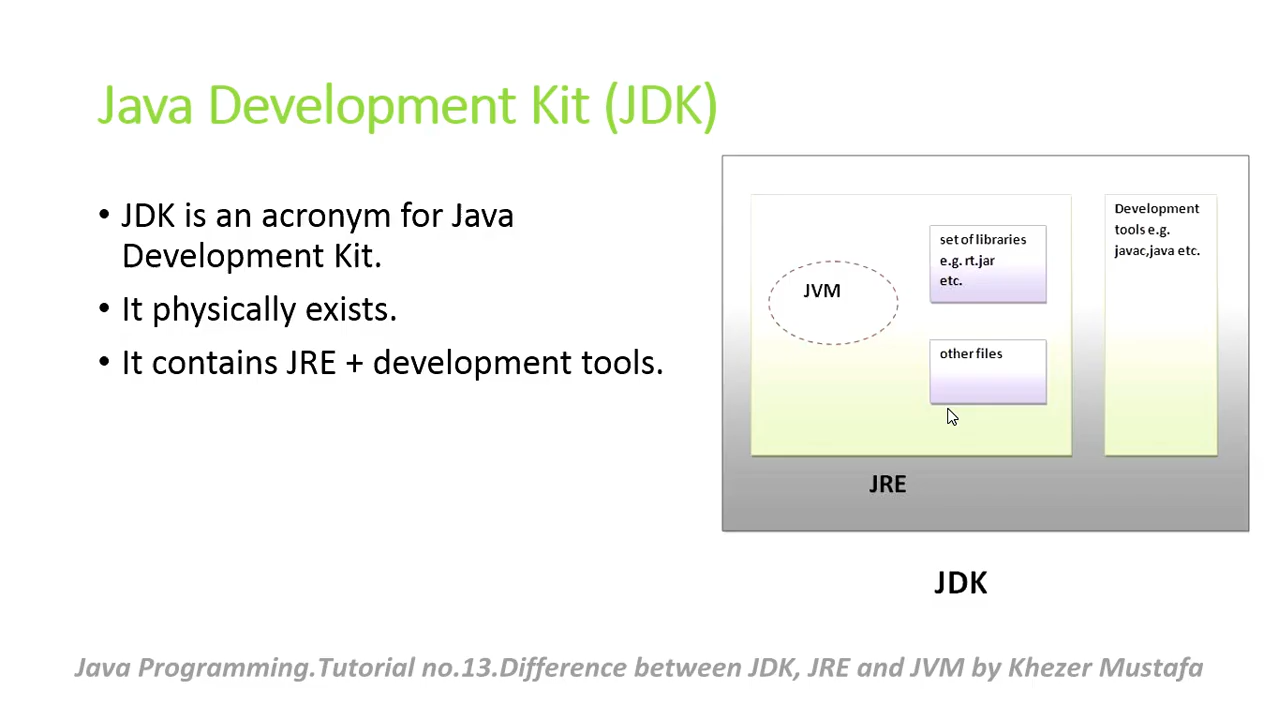 Java Development Kit (JDK)
• JDK is an acronym for Java
Development Kit.
• It physically exists.
• It contains JRE + development tools.
JVM
set of libraries
e.g. rt.jar
etc.
other files
JRE
Development
tools e.g.
javac,java etc.
JDK
Java Programming.Tutorial no.13.Difference between JDK, JRE and JVM by Khezer Mustafa